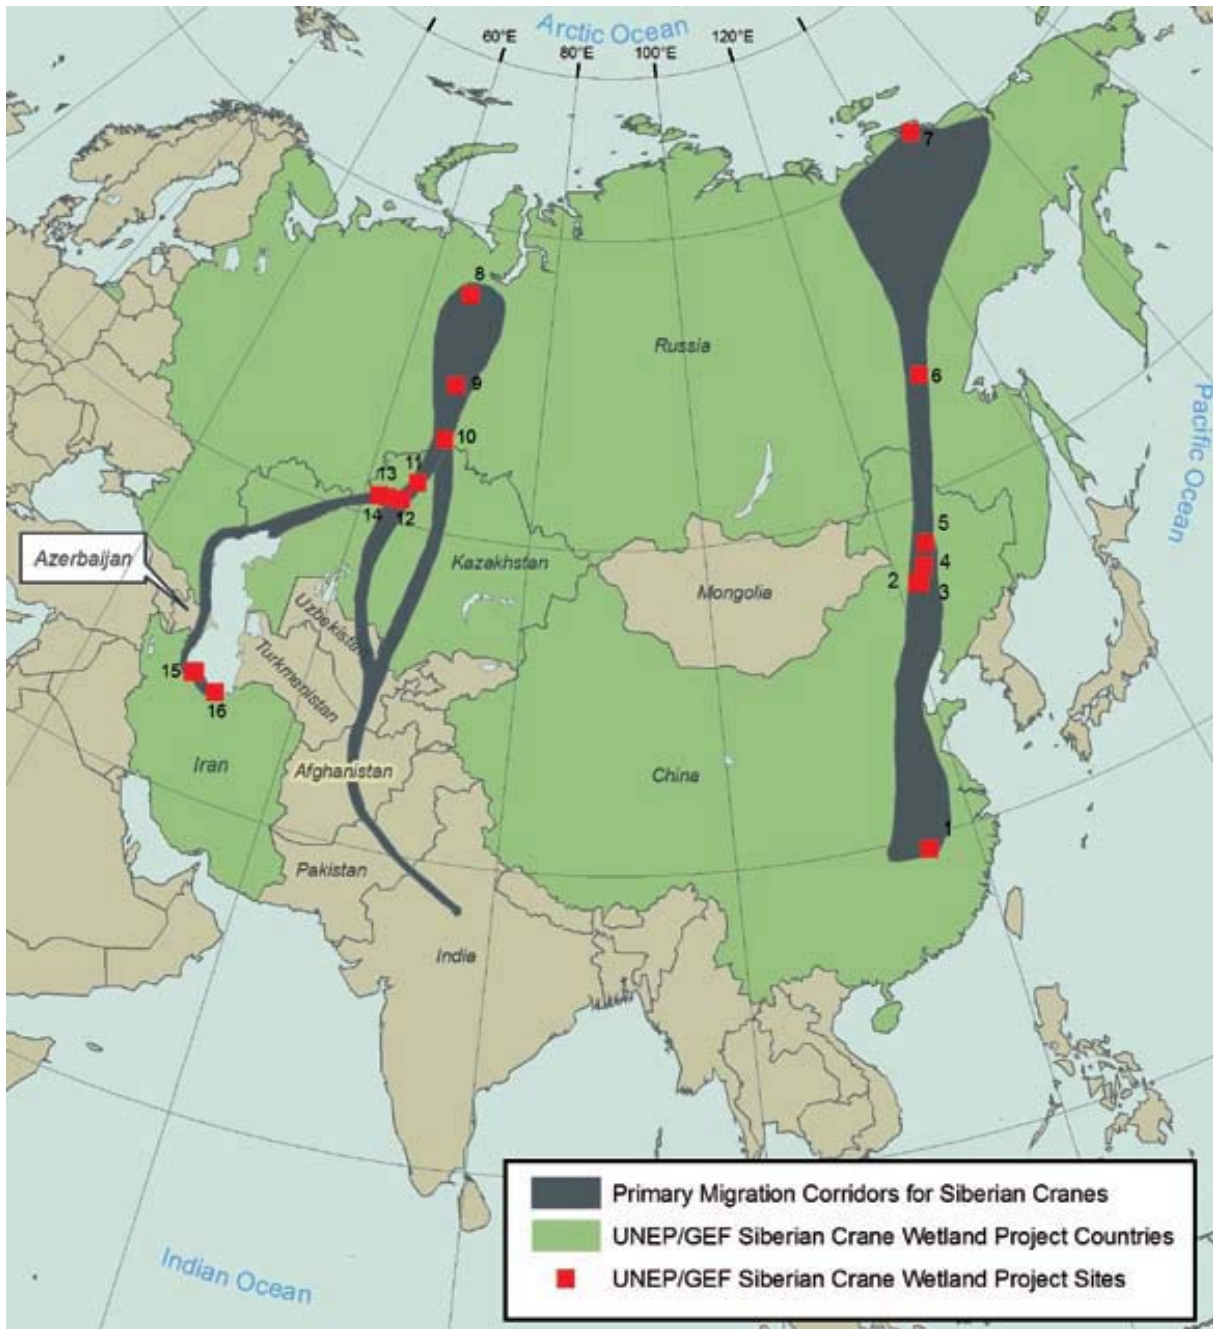 Arctic Ocean
60°E
80°E
100°E
120°E
7
8
Russia
9
6
10
Pacific Ocean
11
13
14
12
5
Azerbaijan
Kazakhstan
4
2
3
Mongolia
Uzbekistan
Turkmenistan
15
16
Iran
Afghanistan
China
1
Pakistan
India
Primary Migration Corridors for Siberian Cranes
UNEP/GEF Siberian Crane Wetland Project Countries
UNEP/GEF Siberian Crane Wetland Project Sites
Indian Ocean